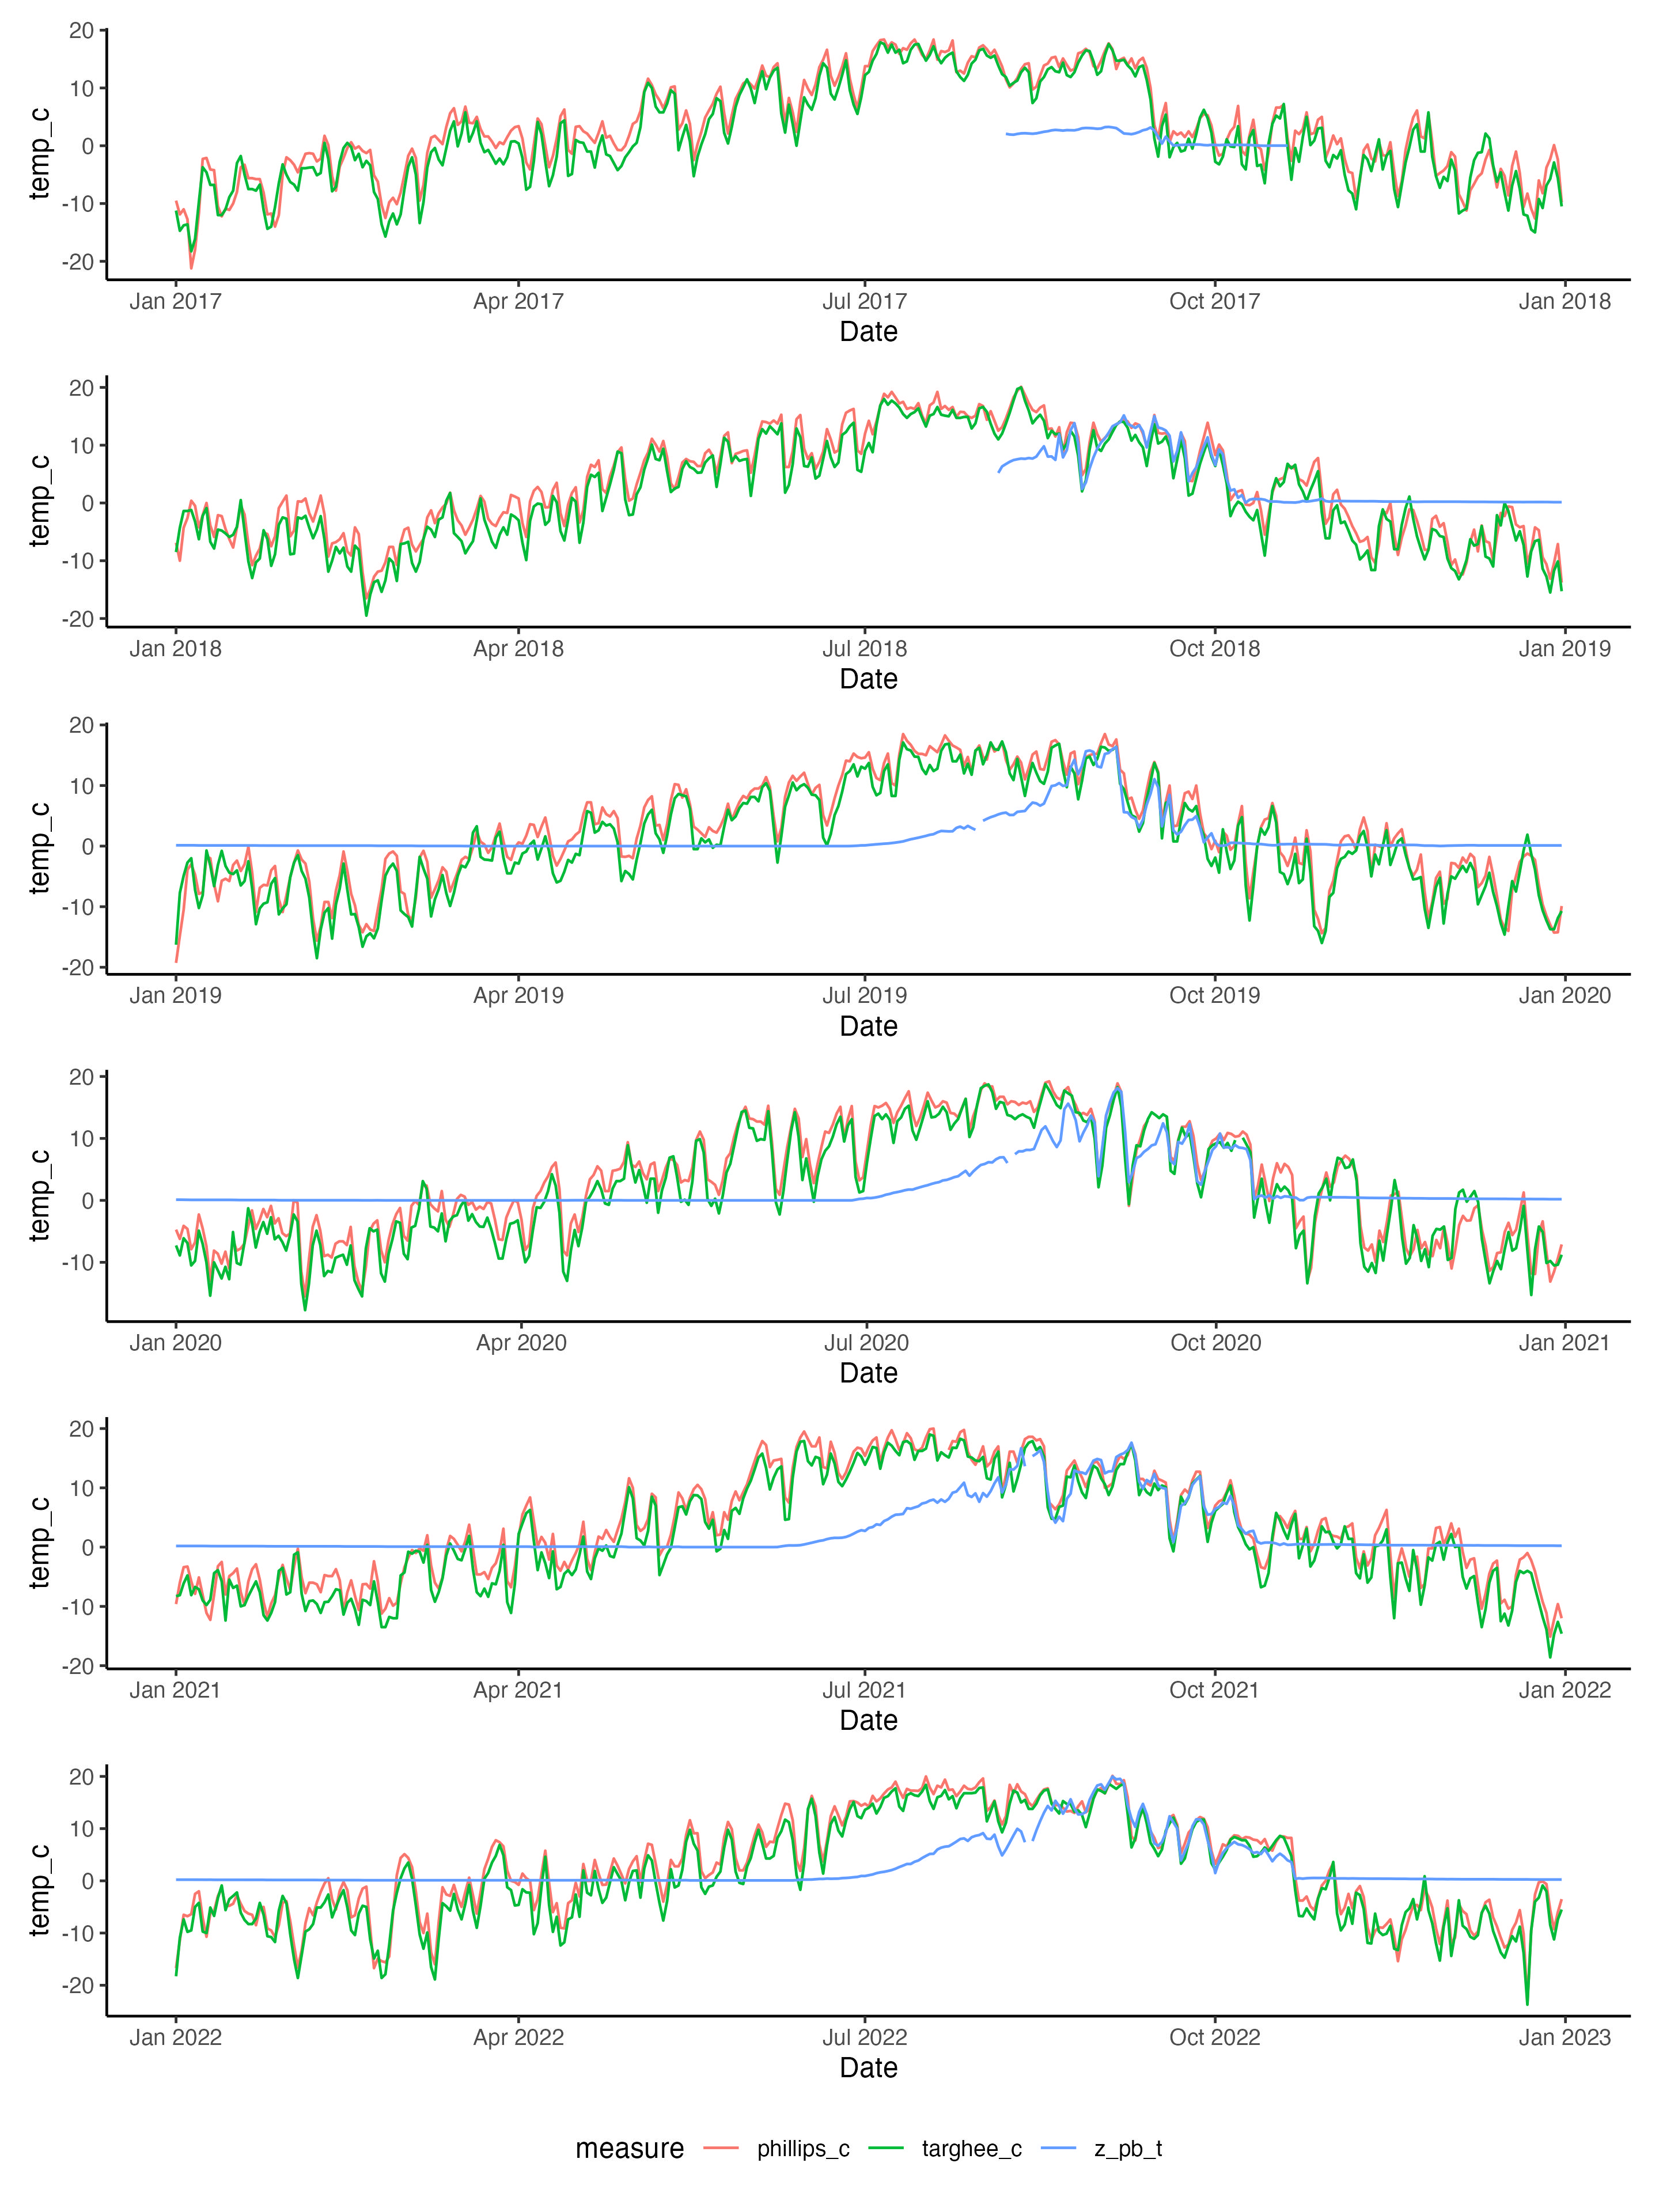 20
10
0
-10
-20
temp_c
Jan 2017 Apr 2017 Jul 2017 Oct 2017 Jan 2018
Date
20
10
0
-10
-20
temp_c
Jan 2018 Apr 2018 Jul 2018 Oct 2018 Jan 2019
Date
20
10
0
-10
-20
temp_c
Jan 2019 Apr 2019 Jul 2019 Oct 2019 Jan 2020
Date
20
10
0
-10
temp_c
Jan 2020 Apr 2020 Jul 2020 Oct 2020 Jan 2021
Date
20
10
0
-10
-20
temp_c
Jan 2021 Apr 2021 Jul 2021 Oct 2021 Jan 2022
Date
20
10
0
-10
-20
temp_c
Jan 2022 Apr 2022 Jul 2022 Oct 2022 Jan 2023
Date
measure phillips_c targhee_c z_pb_t